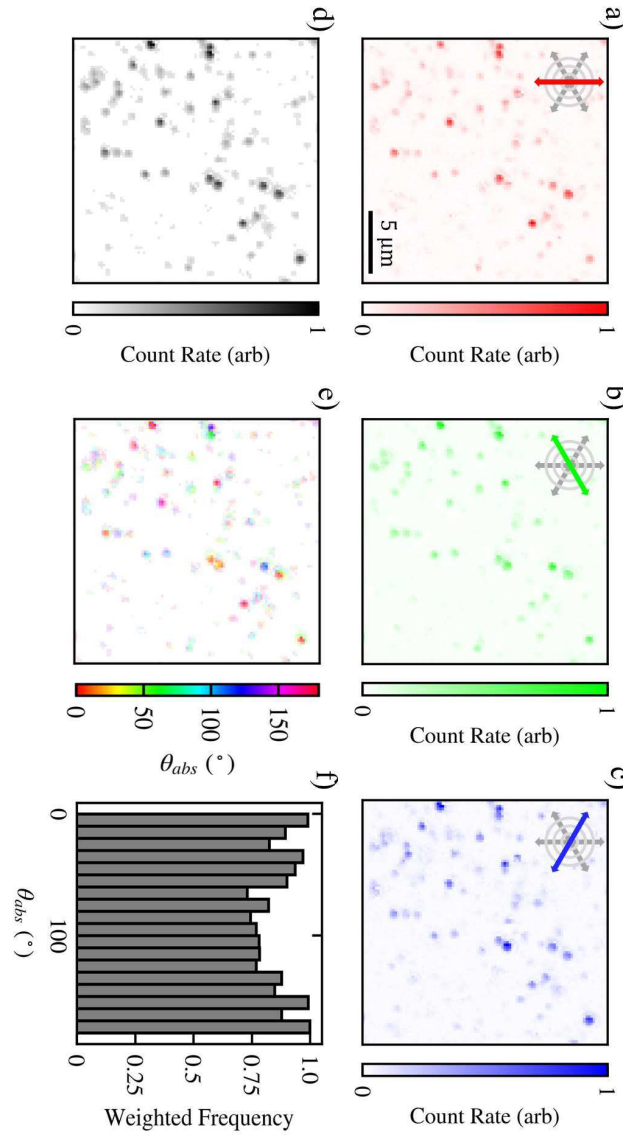 a)
5 μm
0
1
Count Rate (arb)
b)
0
1
Count Rate (arb)
c)
0
1
Count Rate (arb)
d)
0
1
Count Rate (arb)
e)
0
50
100
150
θabs (°)
f)
0
100
θabs (°)
0
0.25
0.50
0.75
1.0
Weighted Frequency